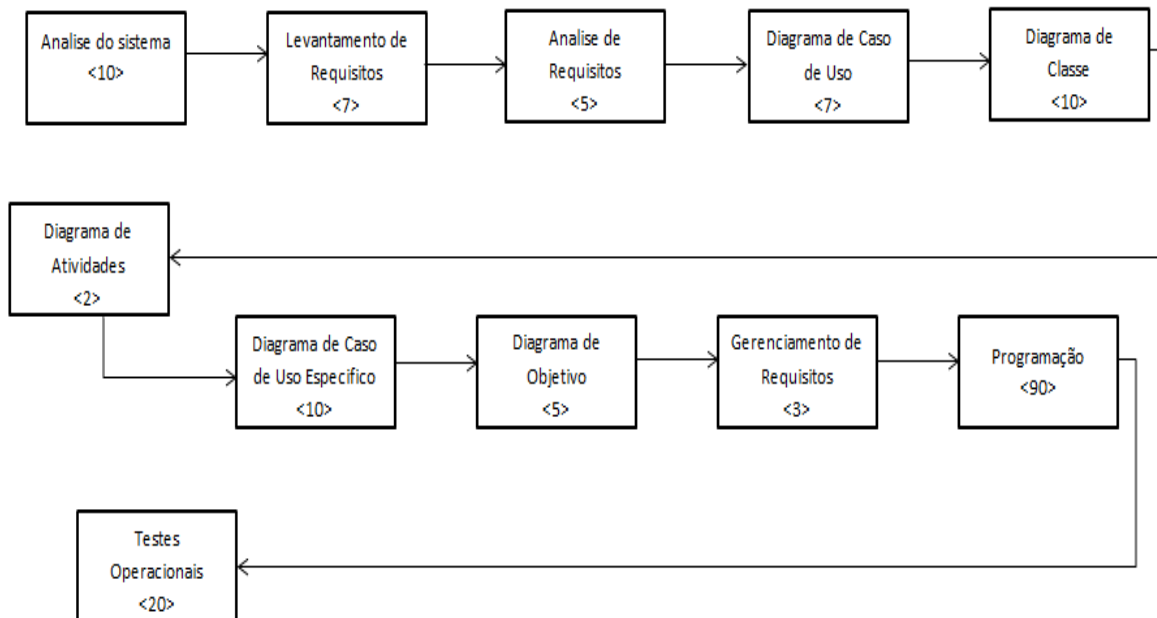 Analise do sistema
<10>
Levantamento de
Requisitos
<7>
Analise de
Requisitos
<5>
Diagrama de Caso
de Uso
<7>
Diagrama de
Classe
<10>
Diagrama de
Atividades
<2>
Diagrama de Caso
de Uso Especifico
<10>
Diagrama de
Objetivo
<5>
Gerenciamento de
Requisitos
<3>
Programação
<90>
Testes
Operacionais
<20>